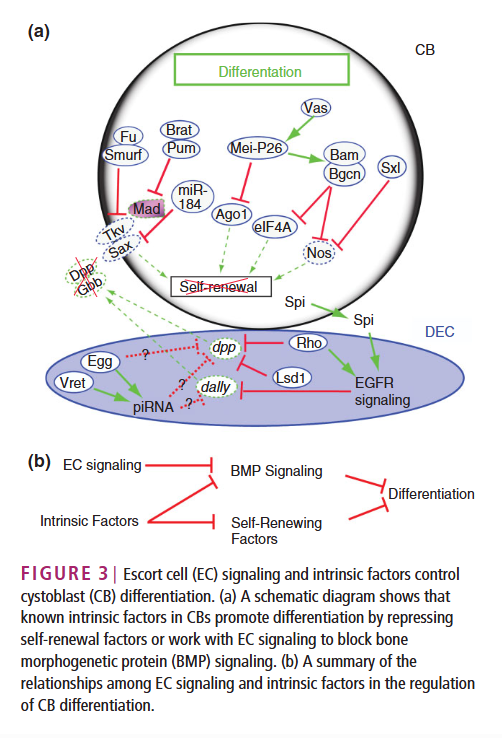 (a)
CB
Differentation
Vas
Fu
Smurf
Brat
Pum
Mei-P26
Bam
Bgcn
Sxl
Mad
miR-
184
Ago1
eIF4A
Tkv
Sax
Nos
Dpp
Gbb
Self-renewal
Spi
Spi
DEC
Egg
?
dpp
Rho
Vret
?
dally
Lsd1
EGFR
signaling
piRNA
?
(b)
EC signaling
BMP Signaling
Differentation
Intrinsic Factors
Self-Renewing
Factors
FIGURE 3 | Escort cell (EC) signaling and intrinsic factors control
cystoblast (CB) differentiation. (a) A schematic diagram shows that
known intrinsic factors in CBs promote differentiation by repressing
self-renewal factors or work with EC signaling to block bone
morphogenetic protein (BMP) signaling. (b) A summary of the
relationships among EC signaling and intrinsic factors in the regulation
of CB differentiation.